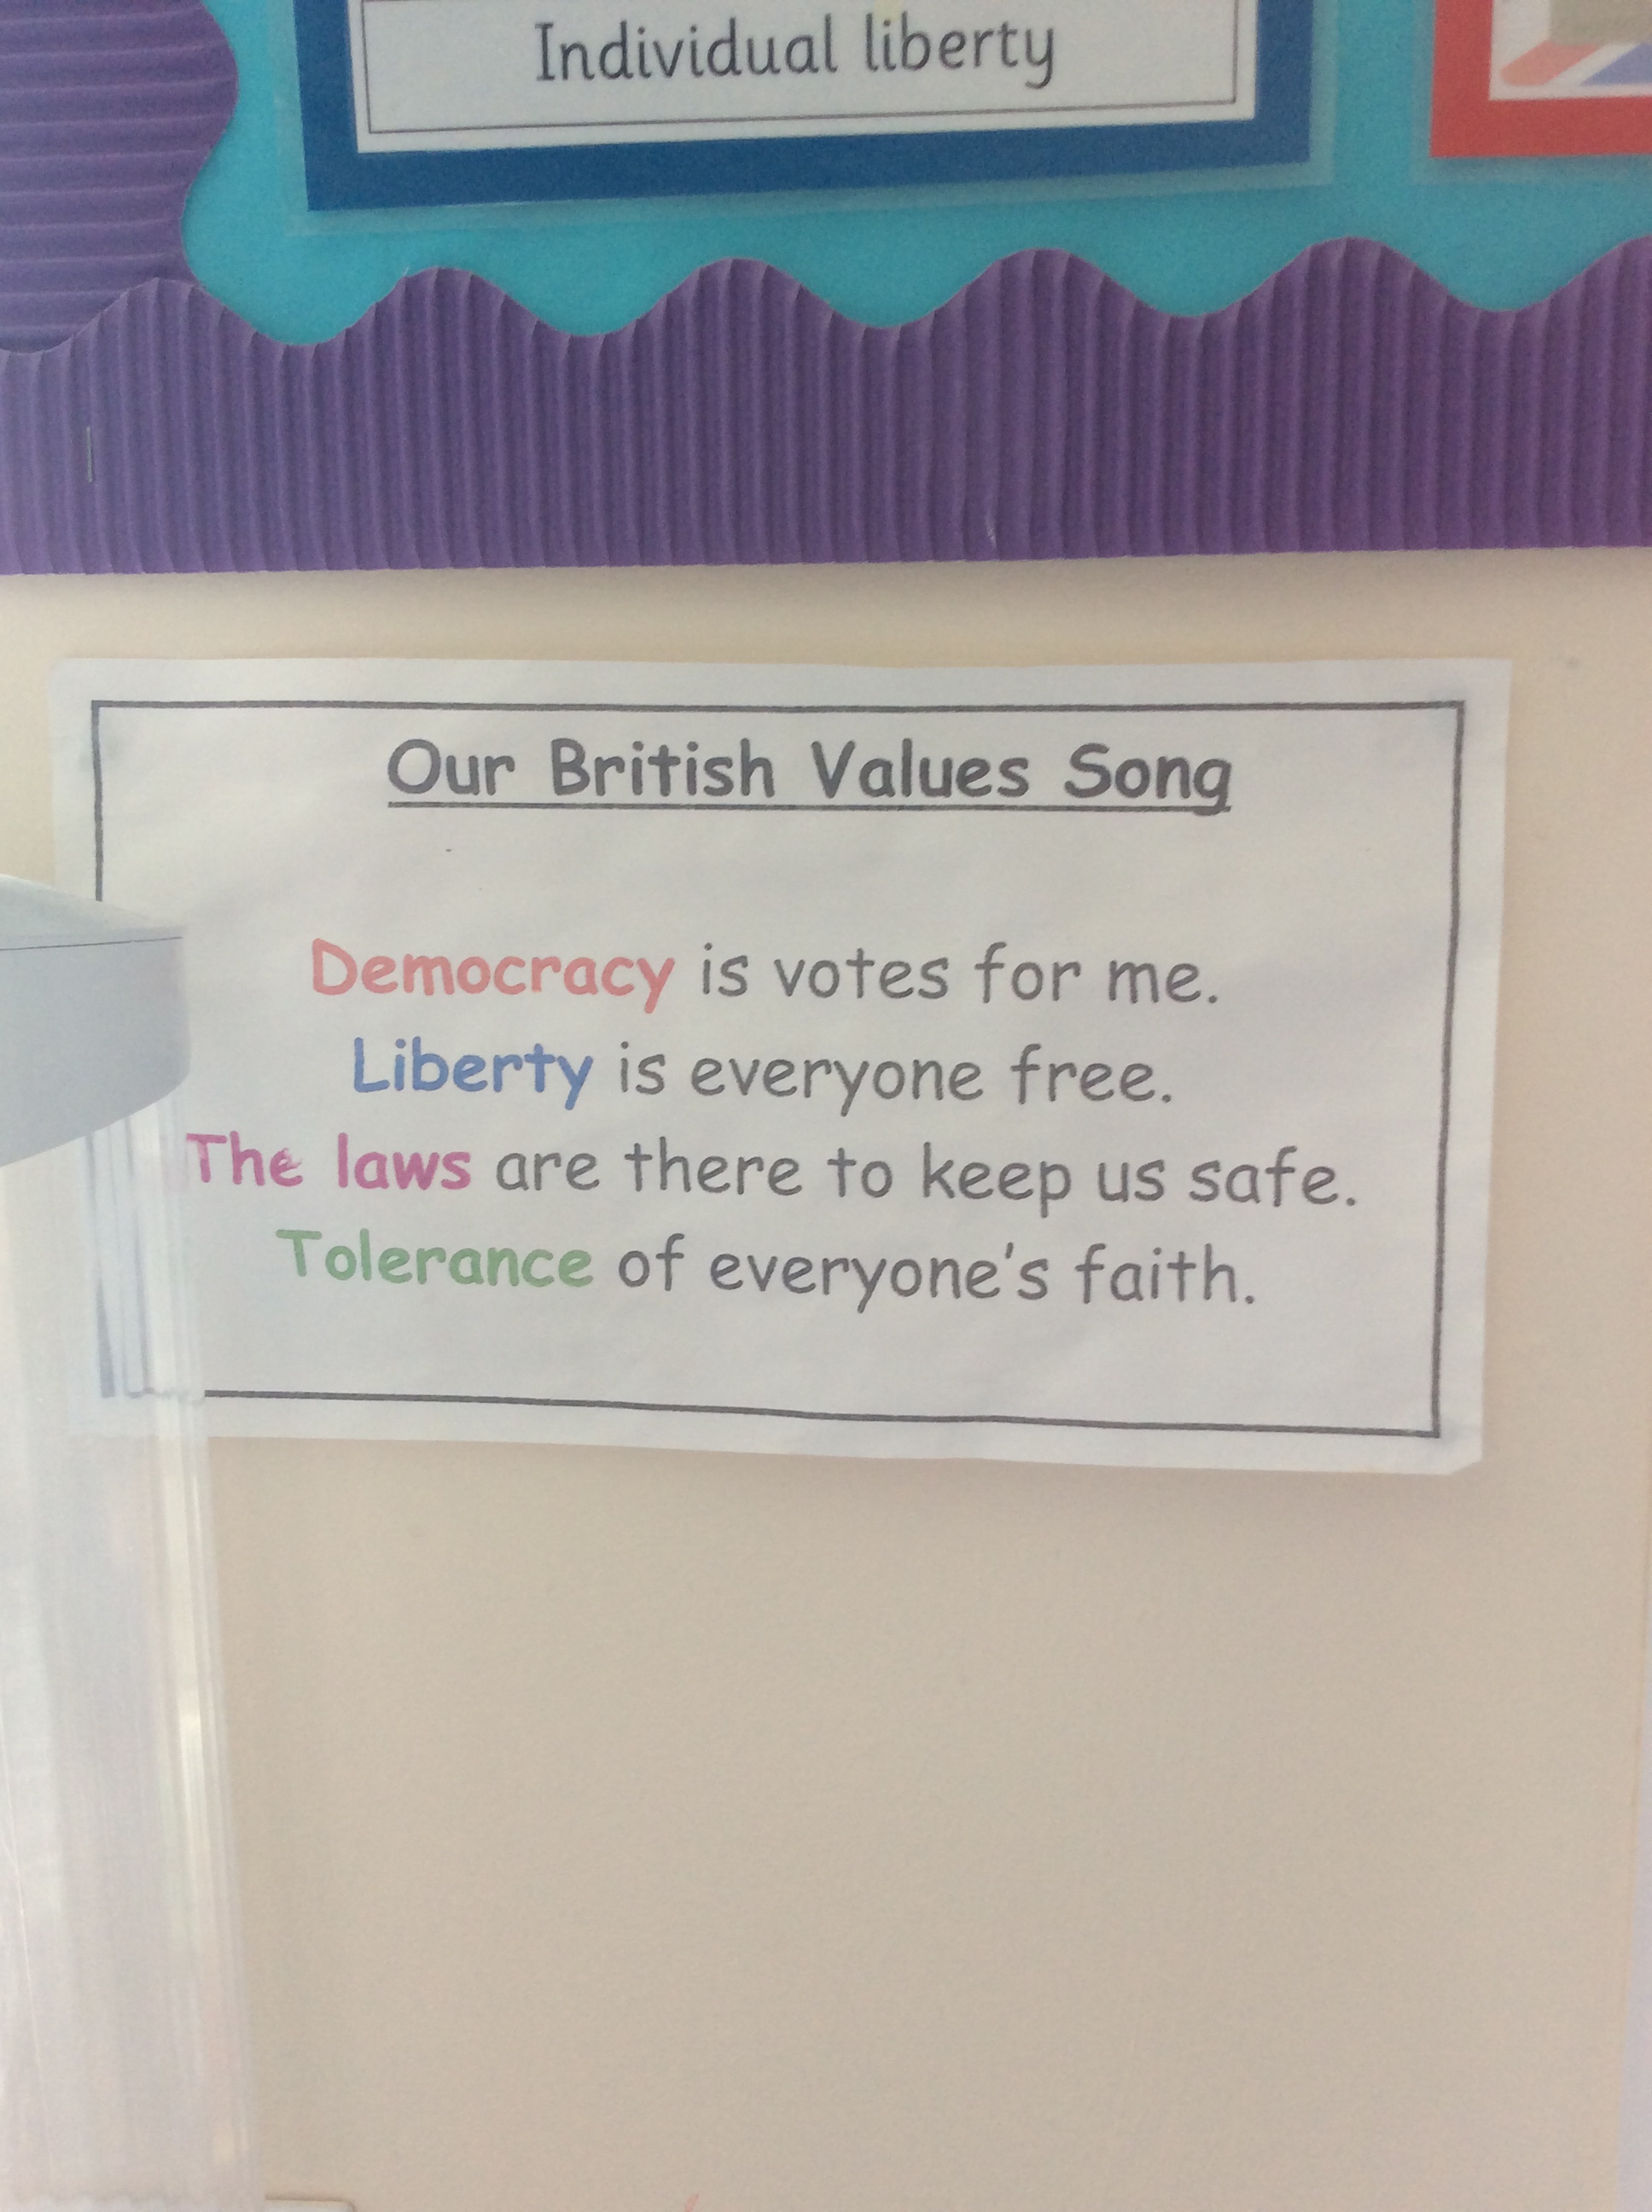 Individual liberty
Our British Values Song
Democracy is votes for me.
Liberty is everyone free.
The laws are there to keep us safe.
Tolerance of everyone's faith.